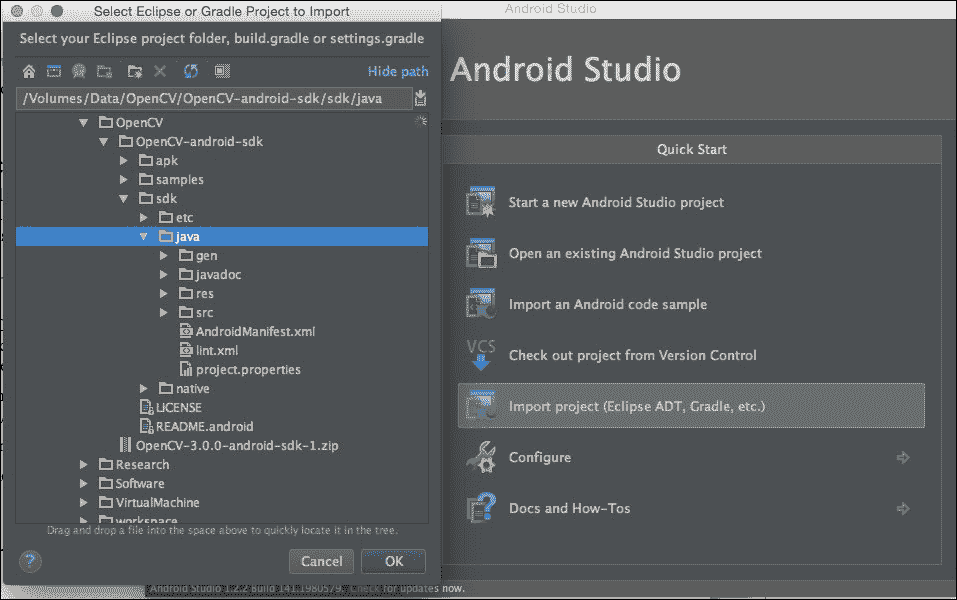 Select Eclipse or Gradle Project to Import
Select your Eclipse project folder, build.gradle or settings.gradle
Hide path
/Volumes/Data/OpenCV/OpenCV-android-sdk/sdk/java
OpenCV
OpenCV-android-sdk
apk
samples
sdk
etc
java
gen
javadoc
res
src
AndroidManifest.xml
lint.xml
project.properties
native
LICENSE
README.android
OpenCV-3.0.0-android-sdk-1.zip
Research
Software
VirtualMachine
workspace
Drag and drop a file into the space above to quickly locate it in the tree.
?
Cancel
OK
Android Studio
Android Studio
Quick Start
Start a new Android Studio project
Open an existing Android Studio project
Import an Android code sample
VCS
Check out project from Version Control
Import project (Eclipse ADT, Gradle, etc.)
Configure
Docs and How-Tos
Android Studio 1.2.2 Build 141.1980579. Check for updates now.